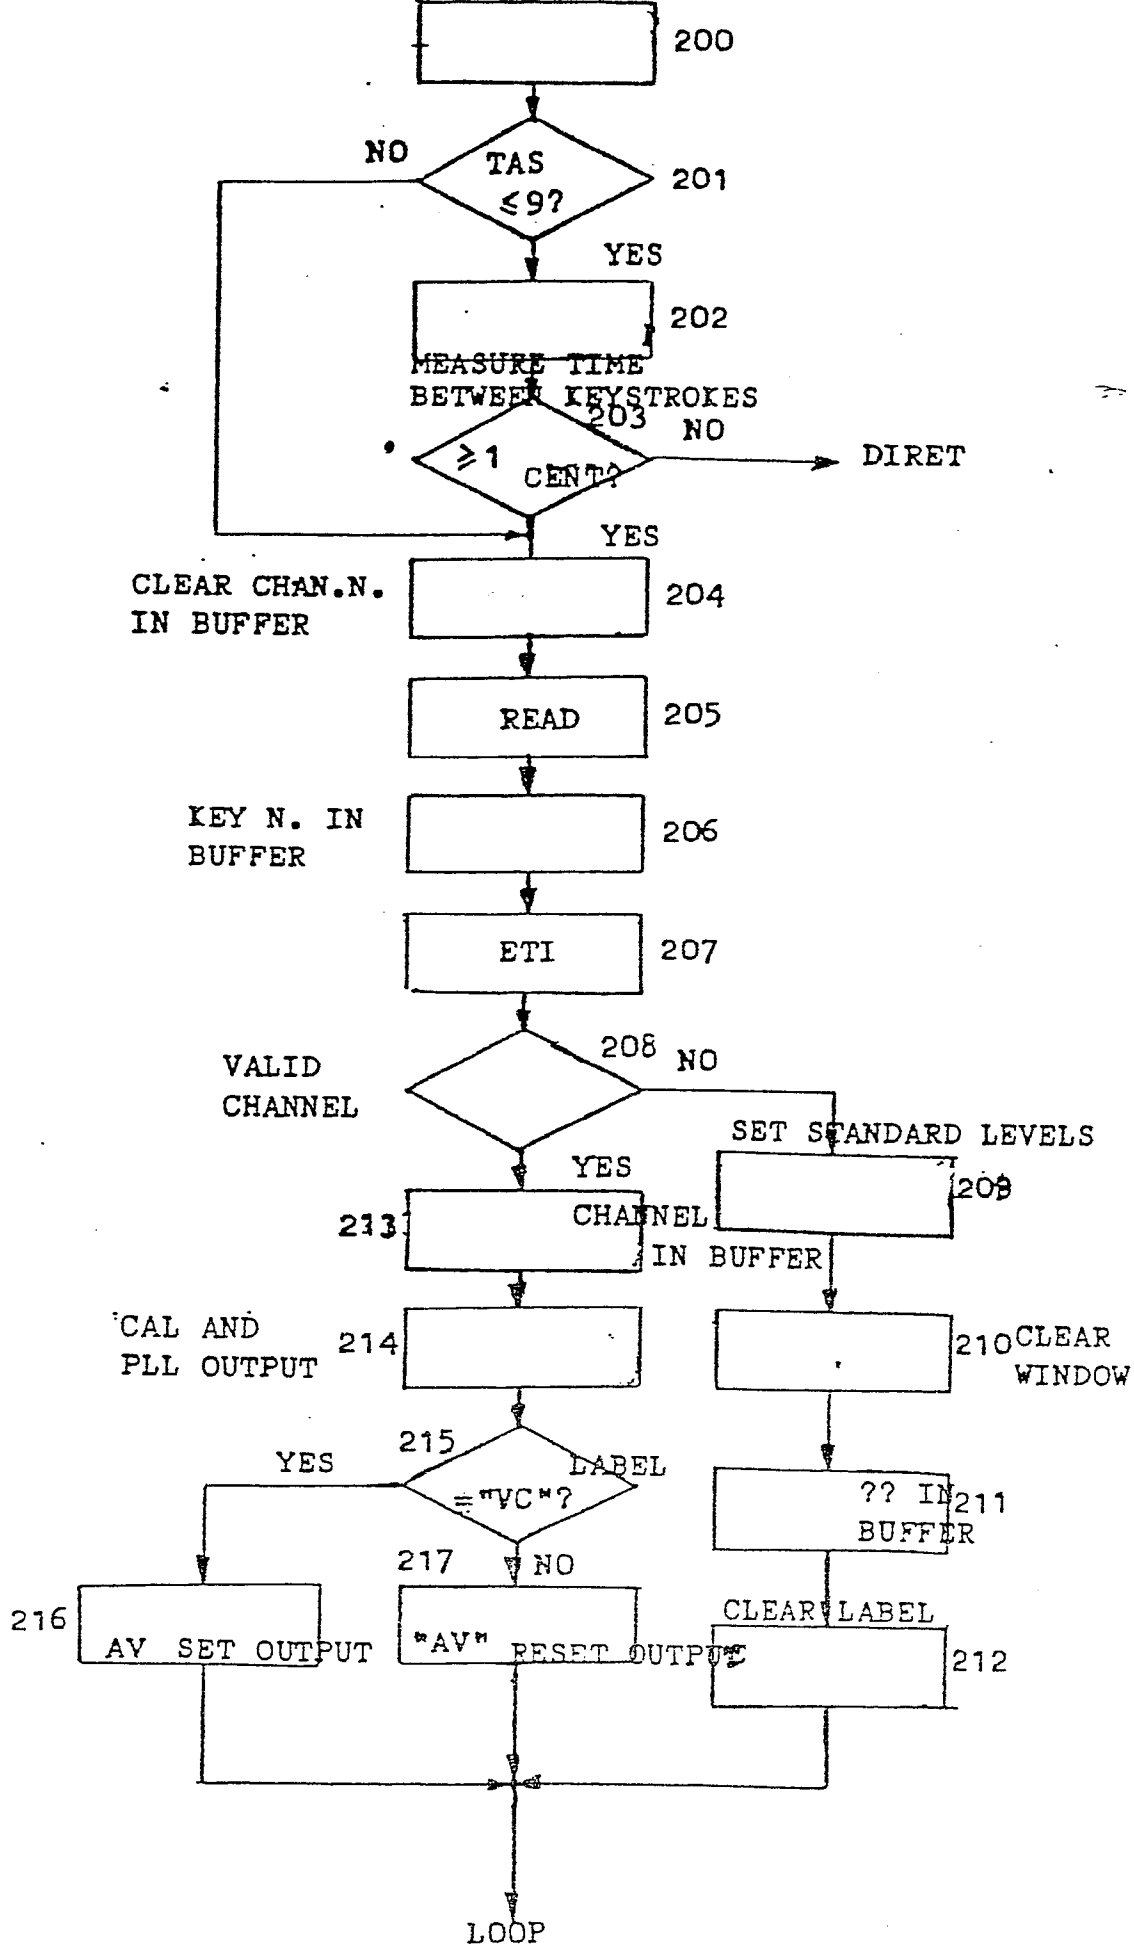 200
NO
TAS
≤9?
201
YES
202
MEASURE TIME
BETWEEN KEYSTROKES
203
NO
≥1
CENT?
DIRET
YES
CLEAR CHAN.N.
IN BUFFER
204
READ
205
KEY N. IN
BUFFER
206
ETI
207
208
NO
VALID
CHANNEL
SET STANDARD LEVELS
YES
209
213
CHANNEL
IN BUFFER
CAL AND
PLL OUTPUT
214
210
CLEAR
WINDOW
215
YES
LABEL
="VC"?
?? IN
BUFFER
211
217
NO
CLEAR LABEL
216
AV SET OUTPUT
"AV" RESET OUTPUT
212
LOOP